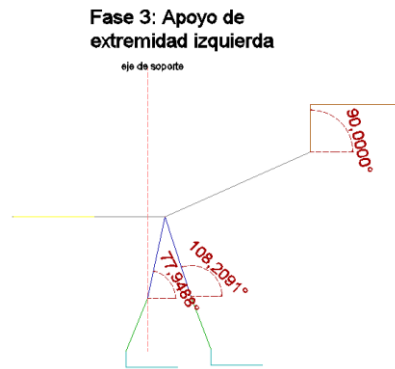 Fase 3: Apoyo de
extremidad izquierda
eje de soporte
90,0000°
108,2091°
77,9488°